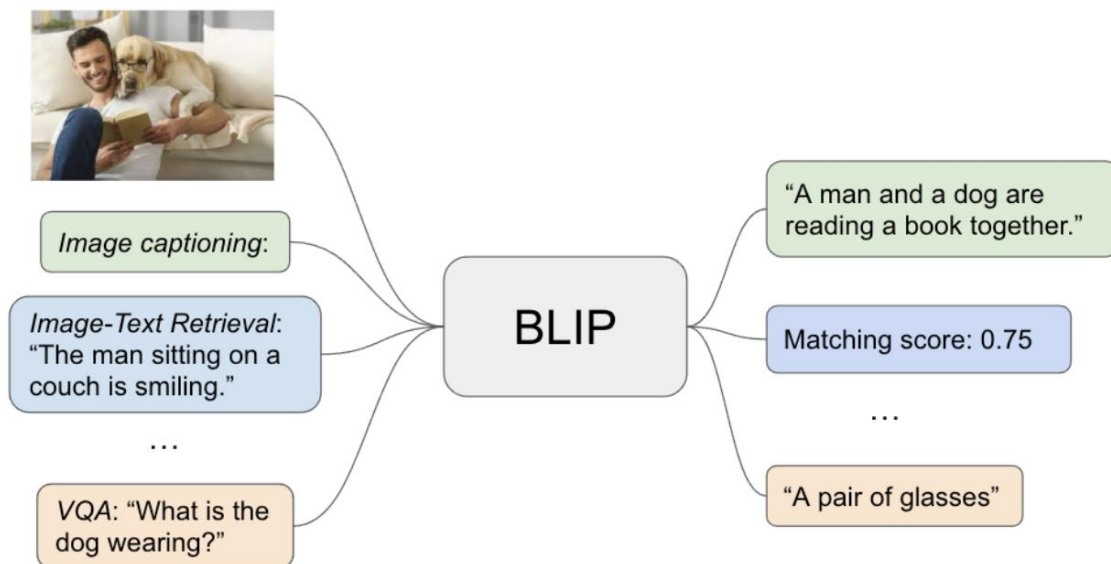 Image captioning:
Image-Text Retrieval:
“The man sitting on a
couch is smiling.”
...
VQA: “What is the
dog wearing?”
BLIP
“A man and a dog are
reading a book together.”
Matching score: 0.75
...
“A pair of glasses”